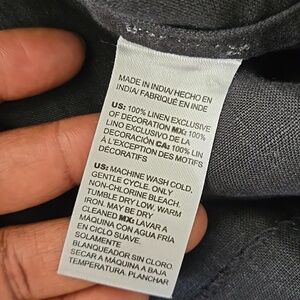 MADE IN INDIA/ HECHO EN
INDIA/ FABRIQUÉ EN INDE
US: 100% LINEN EXCLUSIVE
OF DECORATION MX: 100%
LINO EXCLUSIVO DE LA
DECORACIÓN CA: 100% LIN
À L'EXCEPTION DES MOTIFS
DÉCORATIFS
US: MACHINE WASH COLD,
GENTLE CYCLE. ONLY
NON-CHLORINE BLEACH.
TUMBLE DRY LOW. WARM
IRON. MAY BE DRY
CLEANED MX: LAVAR A
MÁQUINA CON AGUA FRÍA
EN CICLO SUAVE.
SOLAMENTE
BLANQUEADOR SIN CLORO.
SECAR A MÁQUINA A BAJA
TEMPERATURA. PLANCHAR